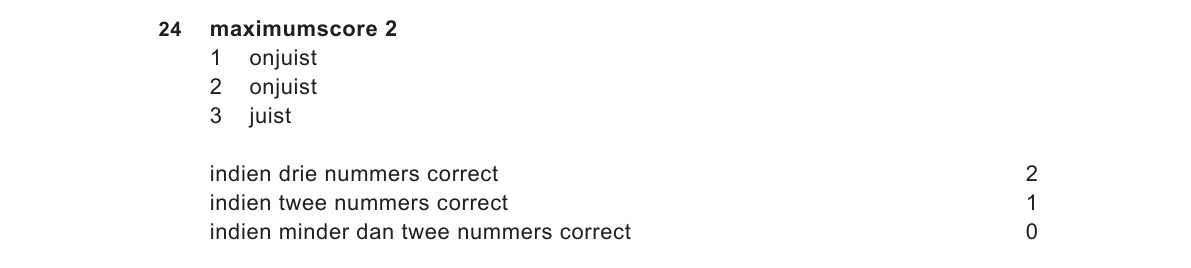 24 maximumscore 2
1 onjuist
2 onjuist
3 juist
indien drie nummers correct 2
indien twee nummers correct 1
indien minder dan twee nummers correct 0